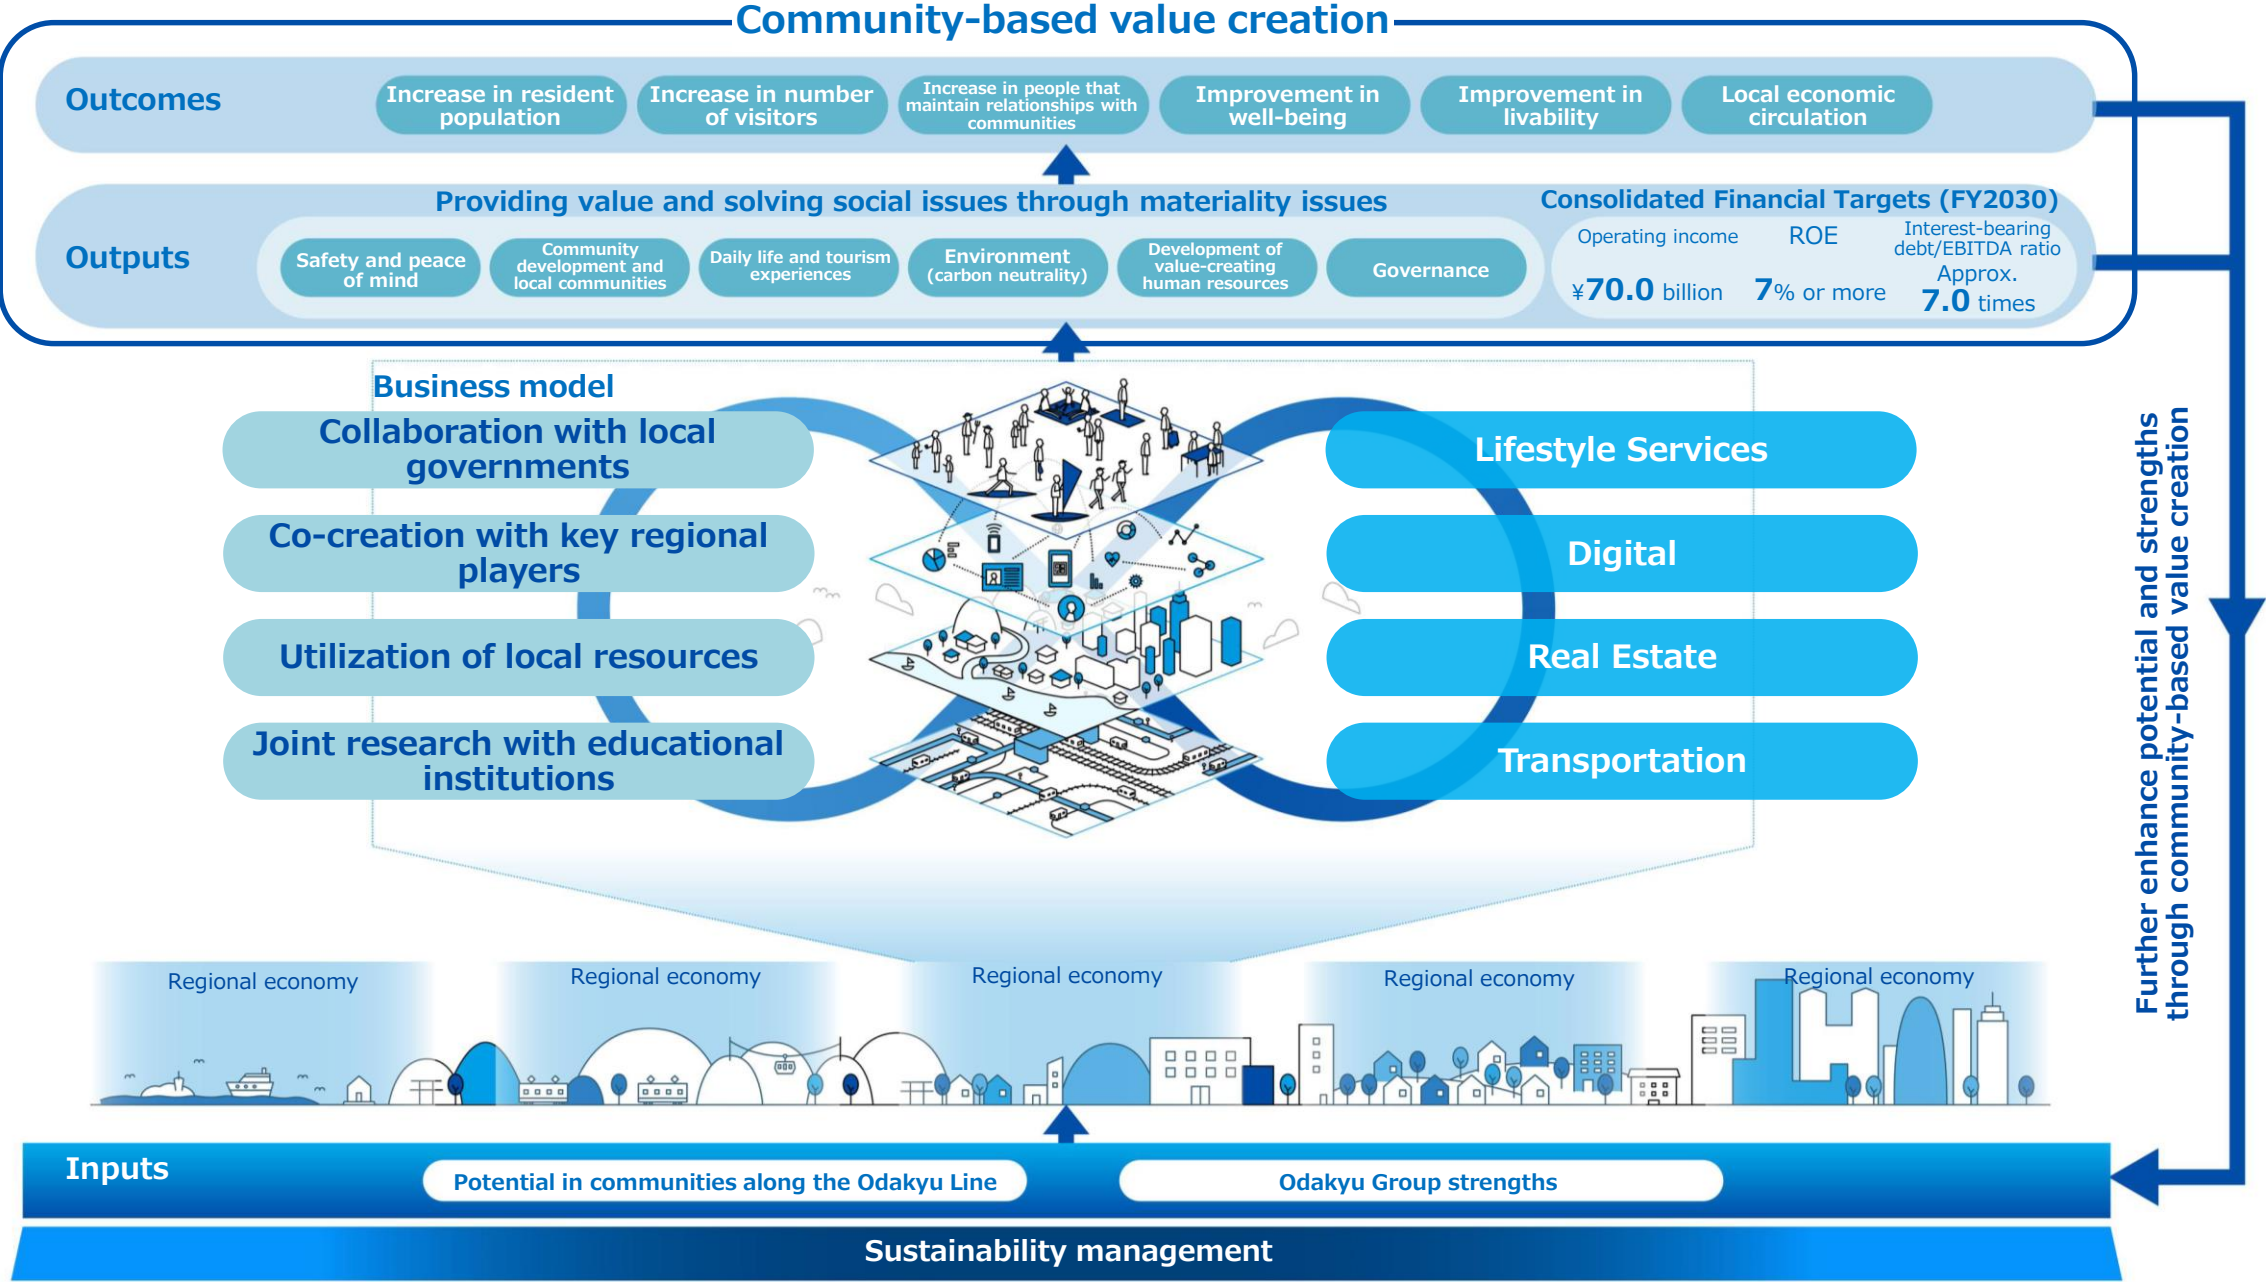 Community-based value creation
Outcomes
Increase in resident
population
Increase in number
of visitors
Increase in people that
maintain relationships with
communities
Improvement in
well-being
Improvement in
livability
Local economic
circulation
Outputs
Providing value and solving social issues through materiality issues
Safety and peace
of mind
Community
development and
local communities
Daily life and tourism
experiences
Environment
(carbon neutrality)
Development of
value-creating
human resources
Governance
Consolidated Financial Targets (FY2030)
Operating income
¥70.0 billion
ROE
7% or more
Interest-bearing
debt/EBITDA ratio
Approx.
7.0 times
Business model
Collaboration with local
governments
Co-creation with key regional
players
Utilization of local resources
Joint research with educational
institutions
Lifestyle Services
Digital
Real Estate
Transportation
Further enhance potential and strengths
through community-based value creation
Regional economy
Regional economy
Regional economy
Regional economy
Regional economy
Inputs
Potential in communities along the Odakyu Line
Odakyu Group strengths
Sustainability management